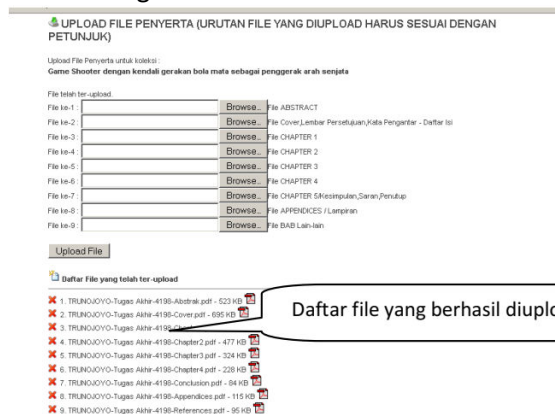 UPLOAD FILE PENYERTA (URUTAN FILE YANG DIUPLOAD HARUS SESUAI DENGAN
PETUNJUK)
Upload File Penyerta untuk koleksi :
Game Shooter dengan kendali gerakan bola mata sebagai penggerak arah senjata
File telah ter-upload.
File ke-1 : Browse... File ABSTRACT
File ke-2 : Browse... File Cover,Lembar Persetujuan,Kata Pengantar - Daftar Isi
File ke-3 : Browse... File CHAPTER 1
File ke-4 : Browse... File CHAPTER 2
File ke-5 : Browse... File CHAPTER 3
File ke-6 : Browse... File CHAPTER 4
File ke-7 : Browse... File CHAPTER 5/Kesimpulan,Saran,Penutup
File ke-8 : Browse... File APPENDICES / Lampiran
File ke-9 : Browse... File BAB Lain-lain
Upload File
Daftar File yang telah ter-upload
1. TRUNOJOYO-Tugas Akhir-4198-Abstrak.pdf - 523 KB
2. TRUNOJOYO-Tugas Akhir-4198-Cover.pdf - 695 KB
Daftar file yang berhasil diuplo
3. TRUNOJOYO-Tugas Akhir-4198-
4. TRUNOJOYO-Tugas Akhir-4198-Chapter2.pdf - 477 KB
5. TRUNOJOYO-Tugas Akhir-4198-Chapter3.pdf - 324 KB
6. TRUNOJOYO-Tugas Akhir-4198-Chapter4.pdf - 228 KB
7. TRUNOJOYO-Tugas Akhir-4198-Conclusion.pdf - 84 KB
8. TRUNOJOYO-Tugas Akhir-4198-Appendices.pdf - 115 KB
9. TRUNOJOYO-Tugas Akhir-4198-References.pdf - 95 KB